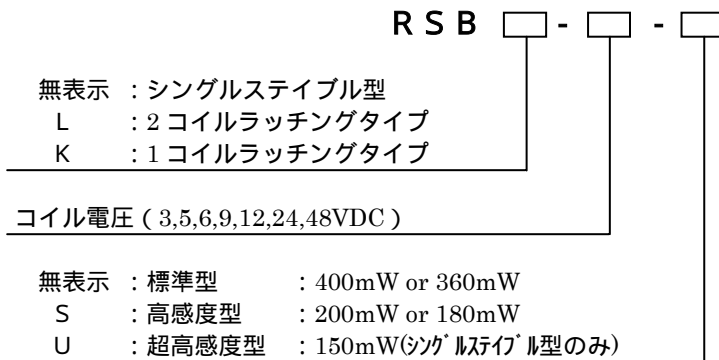 RSB □-□-□
無表示 :シングルステイブル型
L :2コイルラッチングタイプ
K :1コイルラッチングタイプ
コイル電圧(3,5,6,9,12,24,48VDC)
無表示 :標準型 :400mW or 360mW
S :高感度型 :200mW or 180mW
U :超高感度型 :150mW(ｼﾝｸﾞﾙｽﾃｲﾌﾞﾙ型のみ)